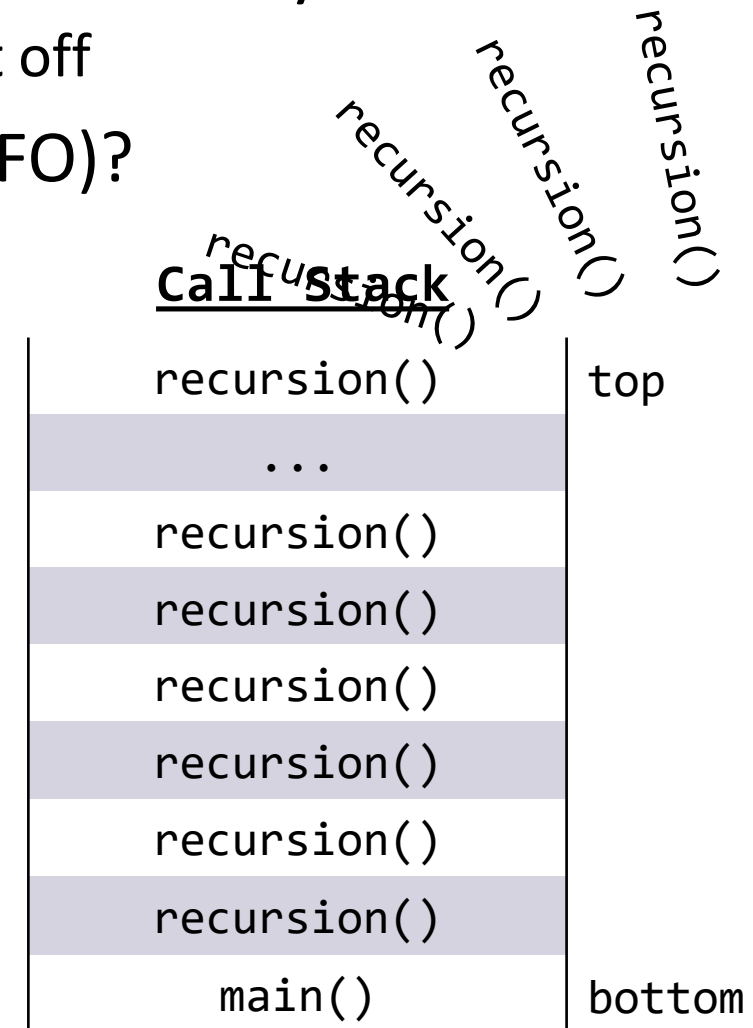 off
FO)?
recursion()
recursion()
recursion()
recursion()
Call Stack
recursion() top
...
recursion()
recursion()
recursion()
recursion()
recursion()
recursion()
main() bottom